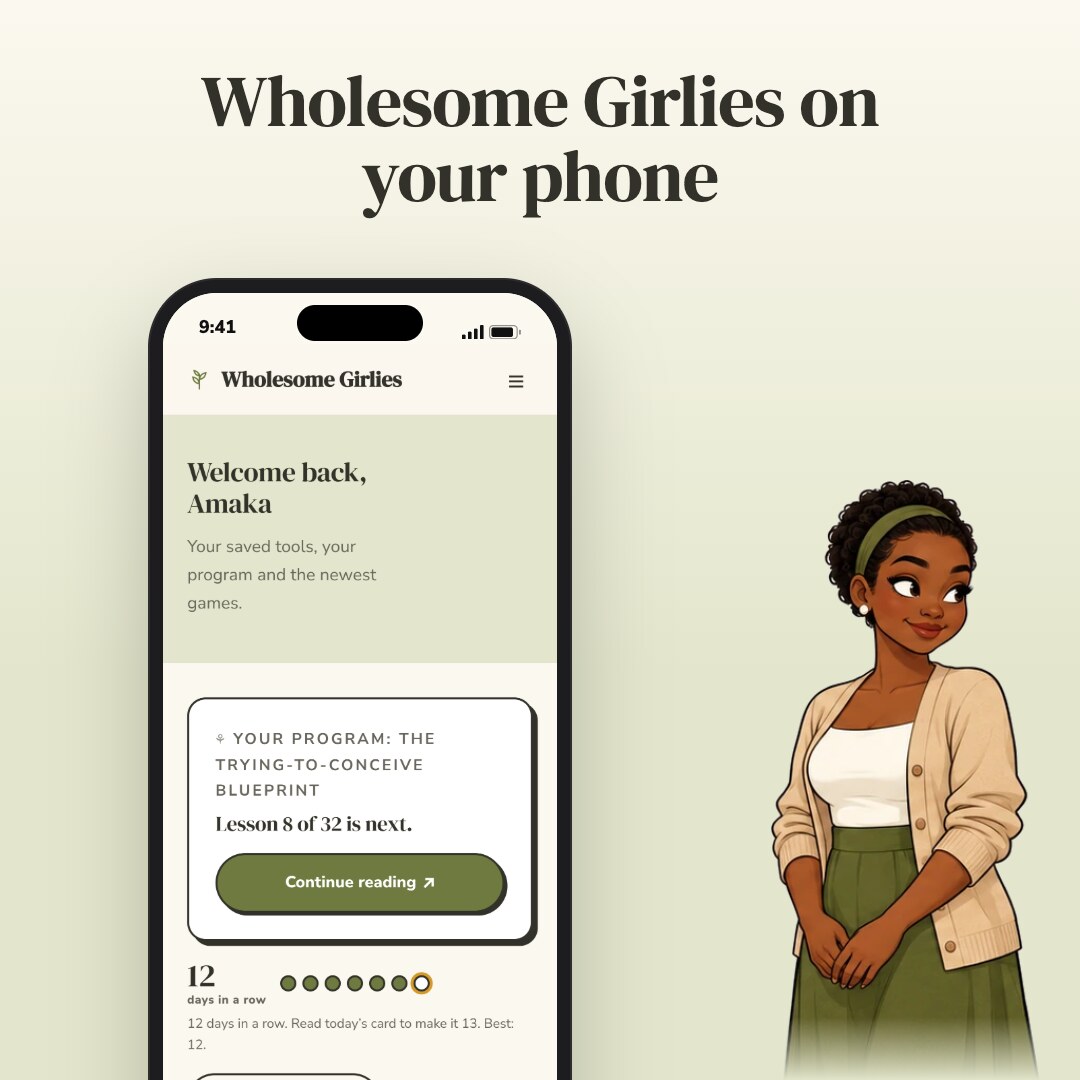 Wholesome Girlies on
your phone
9:41
Wholesome Girlies
Welcome back,
Amaka
Your saved tools, your
program and the newest
games.
YOUR PROGRAM: THE
TRYING-TO-CONCEIVE
BLUEPRINT
Lesson 8 of 32 is next.
Continue reading ↗
12
days in a row
12 days in a row. Read today’s card to make it 13. Best:
12.